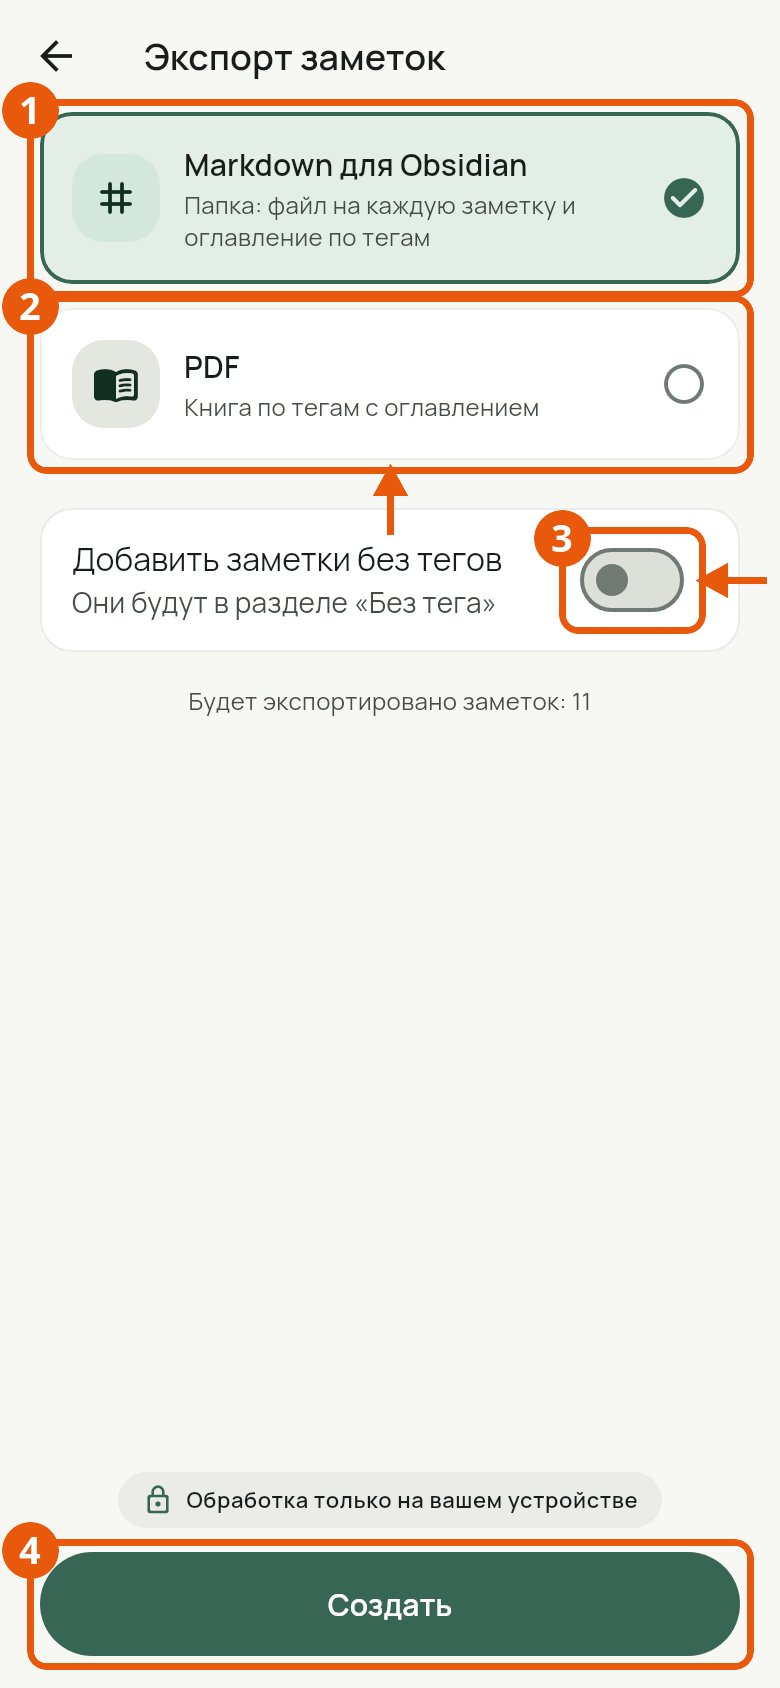 Экспорт заметок
1
Markdown для Obsidian
Папка: файл на каждую заметку и
оглавление по тегам
2
PDF
Книга по тегам с оглавлением
3
Добавить заметки без тегов
Они будут в разделе «Без тега»
Будет экспортировано заметок: 11
Обработка только на вашем устройстве
4
Создать